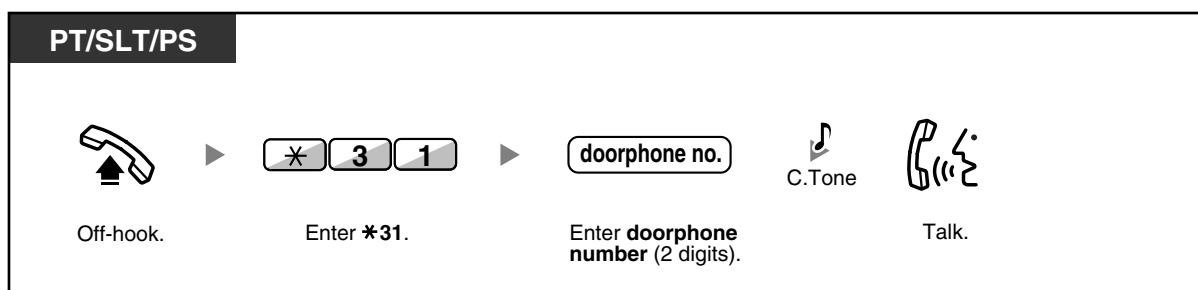 PT/SLT/PS
✳ 3 1
doorphone no.
C.Tone
Off-hook.
Enter ✳31.
Enter doorphone
number (2 digits).
Talk.